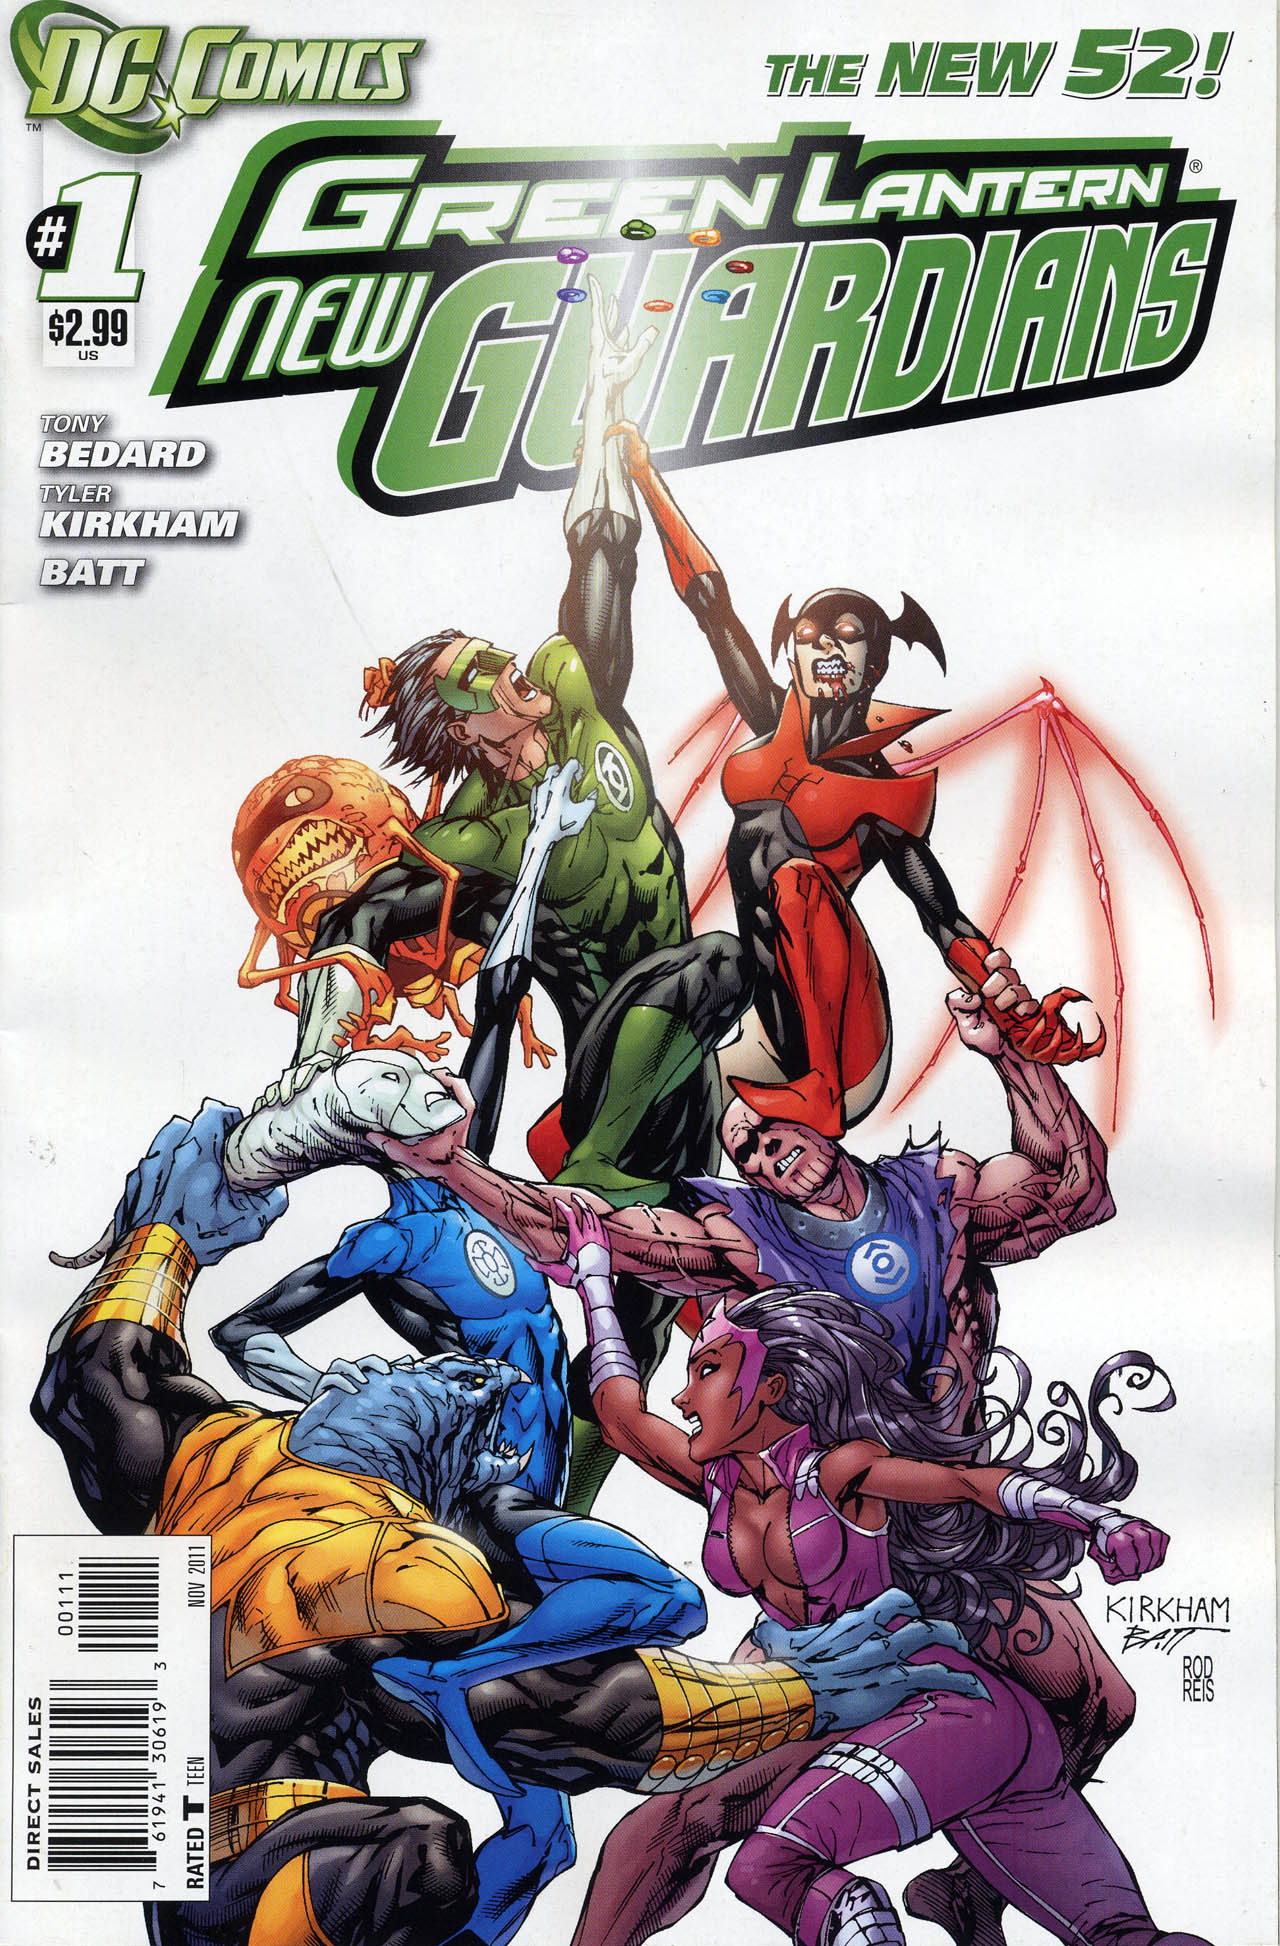 DC COMICS
™
THE NEW 52!
#1
$2.99
US
GREEN LANTERN®
NEW GUARDIANS
TONY
BEDARD
TYLER
KIRKHAM
BATT
KIRKHAM
BATT
ROD
REIS
00111
NOV 2011
7 61941 30619 3
DIRECT SALES
RATED T TEEN